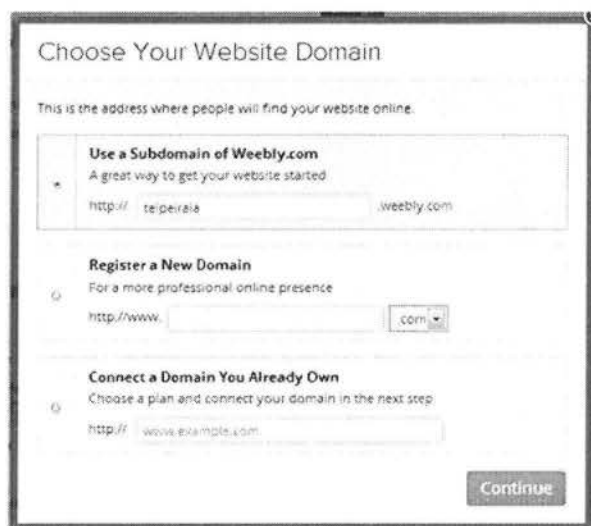 Choose Your Website Domain
This is the address where people will find your website online.
Use a Subdomain of Weebly.com
A great way to get your website started
http:// teipeiraia .weebly.com
Register a New Domain
For a more professional online presence
http://www. .com
Connect a Domain You Already Own
Choose a plan and connect your domain in the next step
http:// www.example.com
Continue